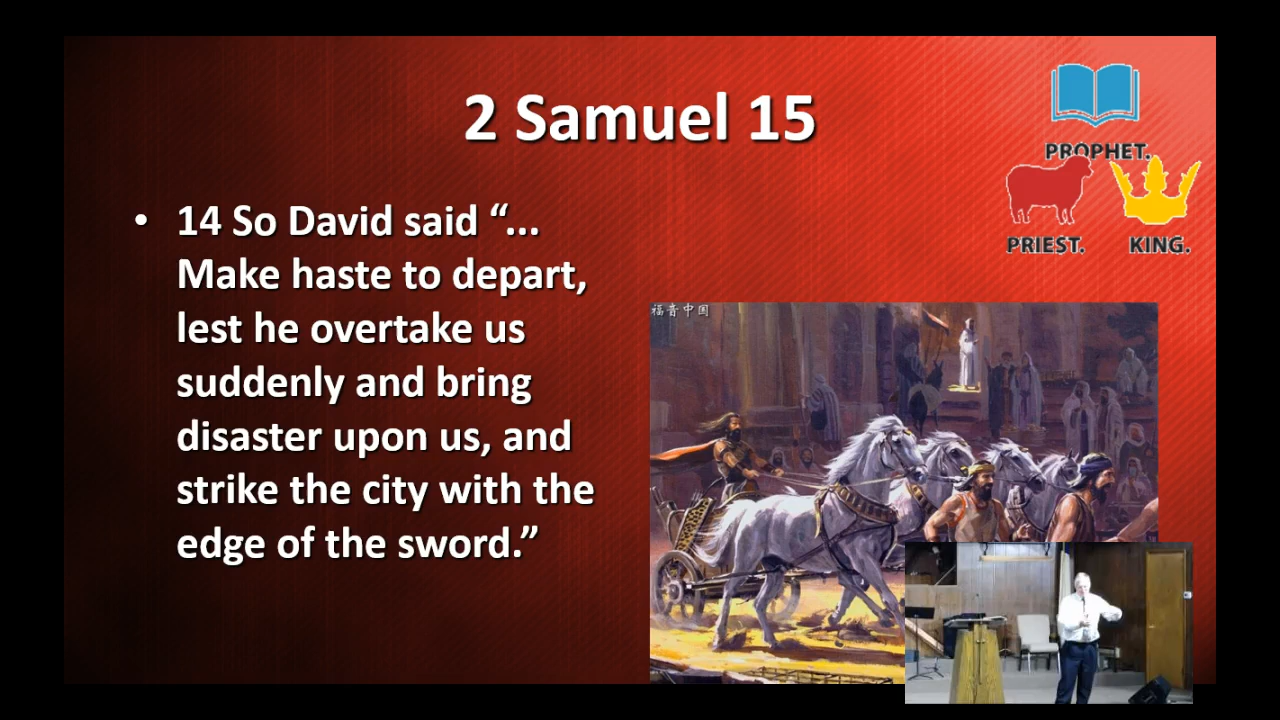 2 Samuel 15
PROPHET.
PRIEST. KING.
• 14 So David said “...
Make haste to depart,
lest he overtake us
suddenly and bring
disaster upon us, and
strike the city with the
edge of the sword.”
福音中国